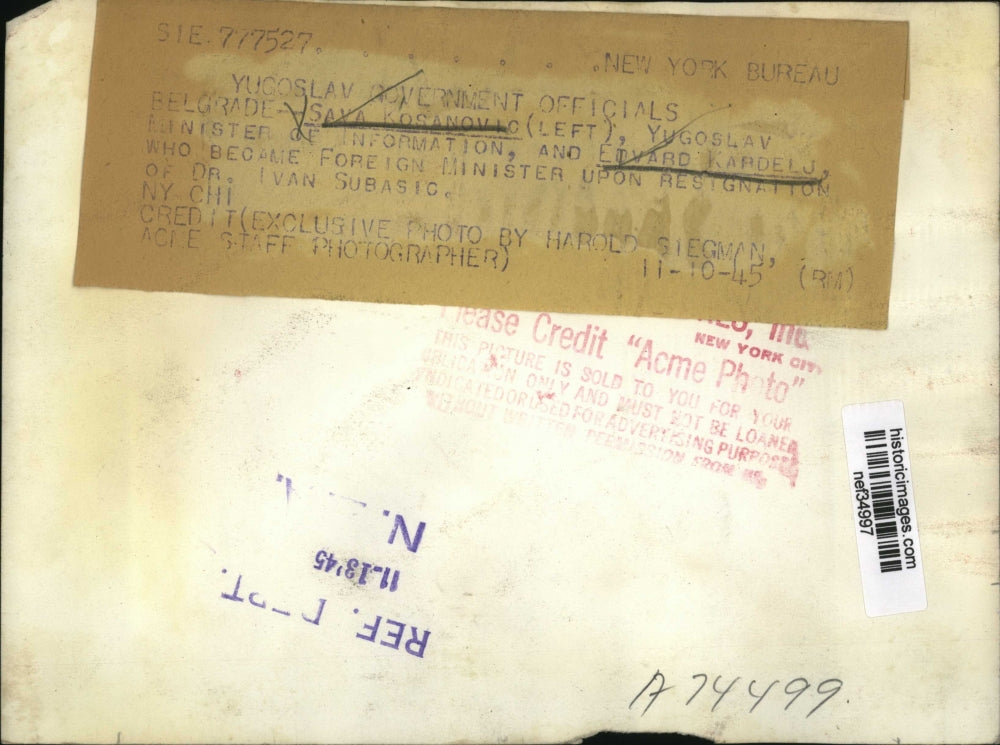 SIE.777527. . . . . . .NEW YORK BUREAU
YUGOSLAV GOVERNMENT OFFICIALS
BELGRADE--SAVA KOSANOVIC(LEFT), YUGOSLAV
MINISTER OF INFORMATION, AND EDVARD KARDELJ,
WHO BECAME FOREIGN MINISTER UPON RESIGNATION
OF DR. IVAN SUBASIC.
NY CHI
CREDIT(EXCLUSIVE PHOTO BY HAROLD SIEGMAN,
ACME STAFF PHOTOGRAPHER) 11-10-45 (RM)
NEW YORK CITY
Please Credit "Acme Photo"
THIS PICTURE IS SOLD TO YOU FOR YOUR
PUBLICATION ONLY AND MUST NOT BE LOANED
SYNDICATED OR USED FOR ADVERTISING PURPOSES
WITHOUT WRITTEN PERMISSION FROM
historicimages.com
nef34997
REF. DEPT.
11-13'45
N.
A74499.